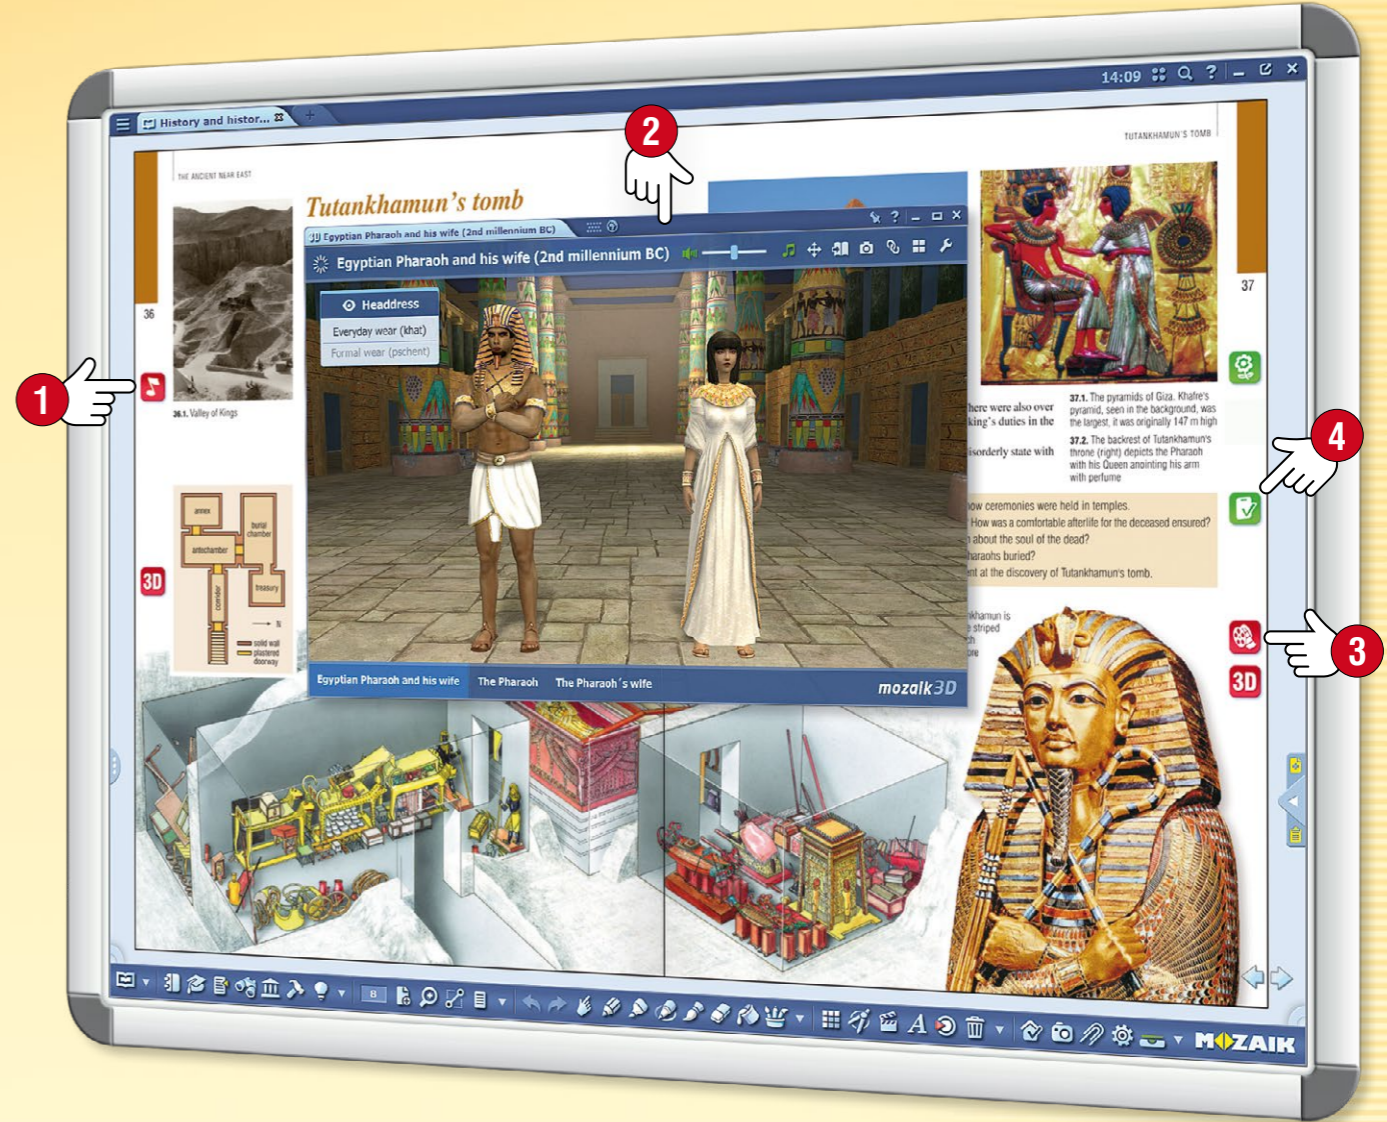 14:09
?
History and histor...
TUTANKHAMUN'S TOMB
THE ANCIENT NEAR EAST
Tutankhamun's tomb
2
3D Egyptian Pharaoh and his wife (2nd millennium BC)
?
?
Egyptian Pharaoh and his wife (2nd millennium BC)
Headdress
Everyday wear (khat)
Formal wear (pschent)
36
37
1
36.1. Valley of Kings
here were also over
king's duties in the
isorderly state with
37.1. The pyramids of Giza. Khafre's
pyramid, seen in the background, was
the largest, it was originally 147 m high
37.2. The backrest of Tutankhamun's
throne (right) depicts the Pharaoh
with his Queen anointing his arm
with perfume
4
ow ceremonies were held in temples.
How was a comfortable afterlife for the deceased ensured?
about the soul of the dead?
haraohs buried?
nt at the discovery of Tutankhamun's tomb.
annex
burial
chamber
antechamber
corridor
treasury
N
solid wall
plastered
doorway
3D
nkhamun is
striped
ch
ore
3
3D
Egyptian Pharaoh and his wife
The Pharaoh
The Pharaoh's wife
mozaik3D
8
A
MOZAIK